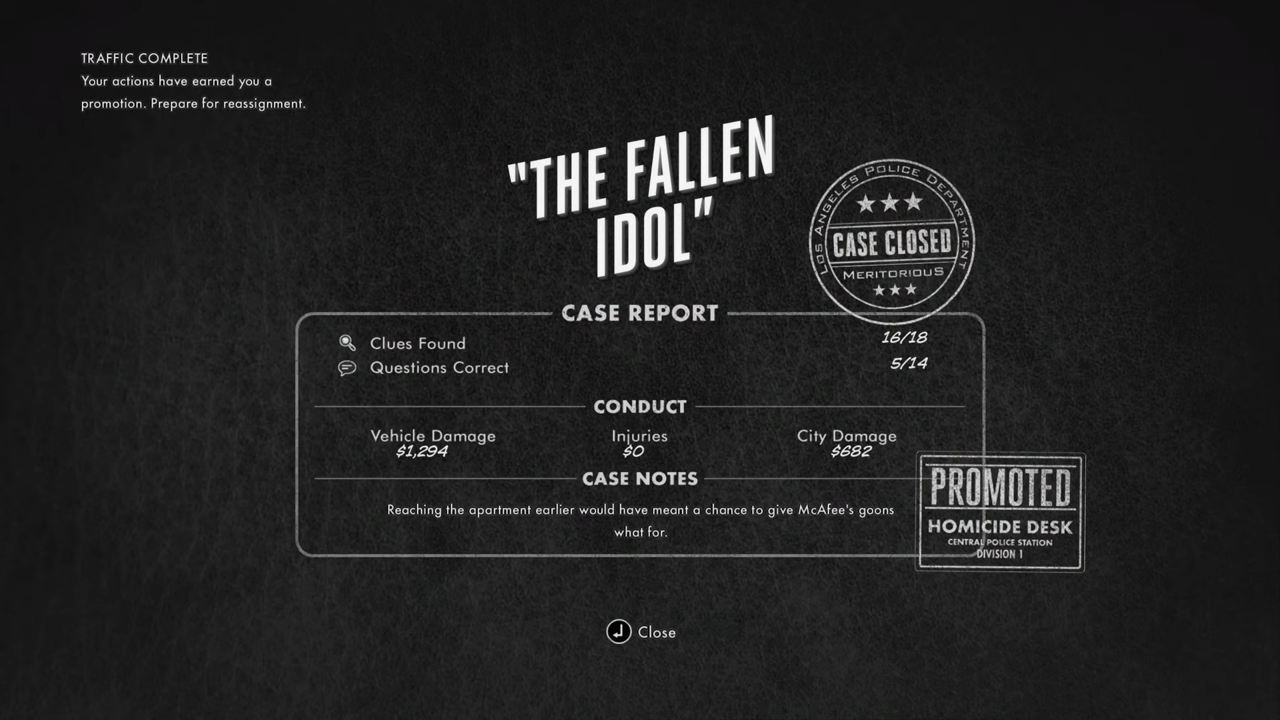 TRAFFIC COMPLETE
Your actions have earned you a
promotion. Prepare for reassignment.
"THE FALLEN
IDOL"
LOS ANGELES POLICE DEPARTMENT
CASE CLOSED
MERITORIOUS
CASE REPORT
Clues Found 16/18
Questions Correct 5/14
CONDUCT
Vehicle Damage Injuries City Damage
$1,294 $0 $682
CASE NOTES
Reaching the apartment earlier would have meant a chance to give McAfee's goons
what for.
PROMOTED
HOMICIDE DESK
CENTRAL POLICE STATION
DIVISION 1
Close